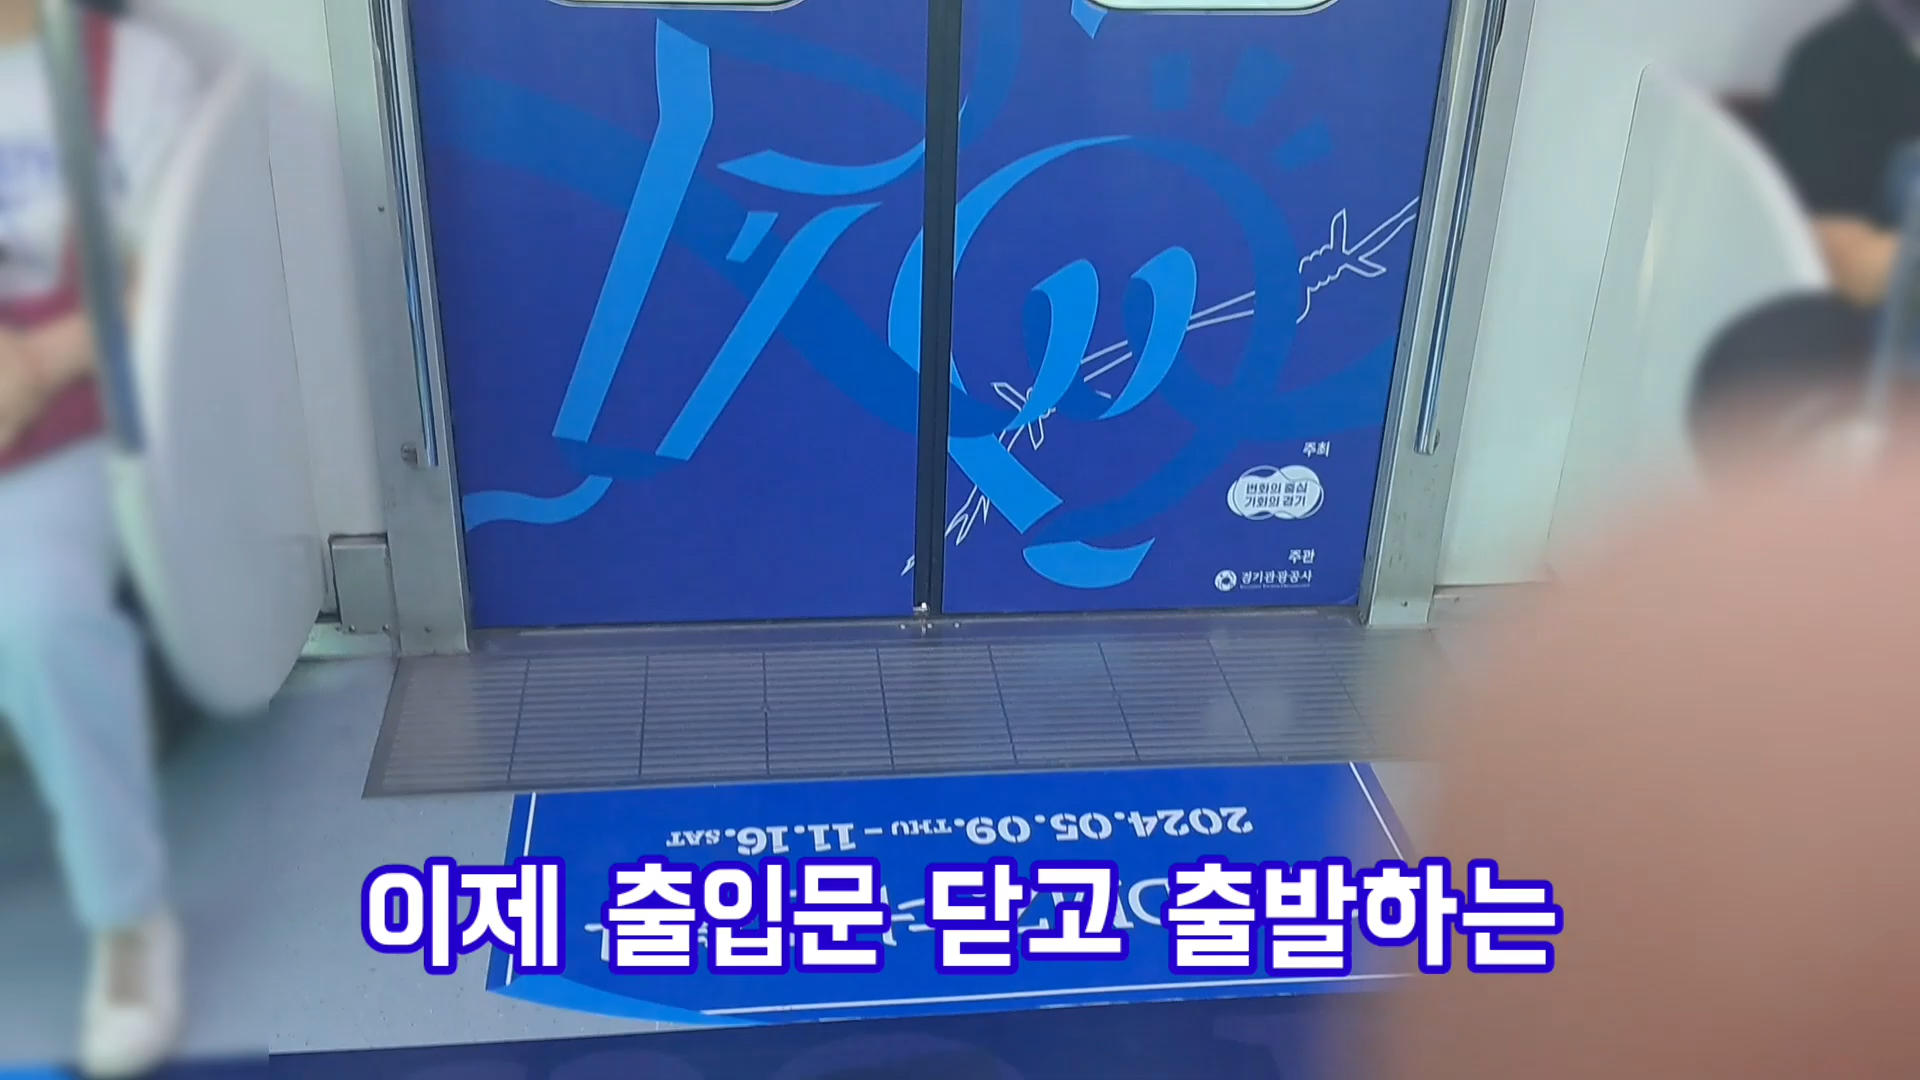 주최
변화의 중심
기회의 경기
주관
경기관광공사
2024.05.09.THU – 11.16.SAT
이제 출입문 닫고 출발하는